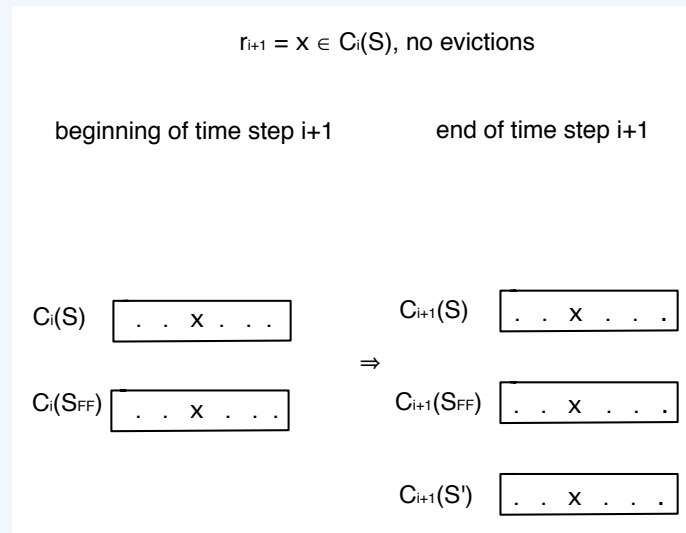 rᵢ₊₁ = x ∈ Cᵢ(S), no evictions
beginning of time step i+1 end of time step i+1
Cᵢ(S) . . x . . . Cᵢ₊₁(S) . . x . . .
⇒
Cᵢ(SFF) . . x . . . Cᵢ₊₁(SFF) . . x . . .
Cᵢ₊₁(S') . . x . . .